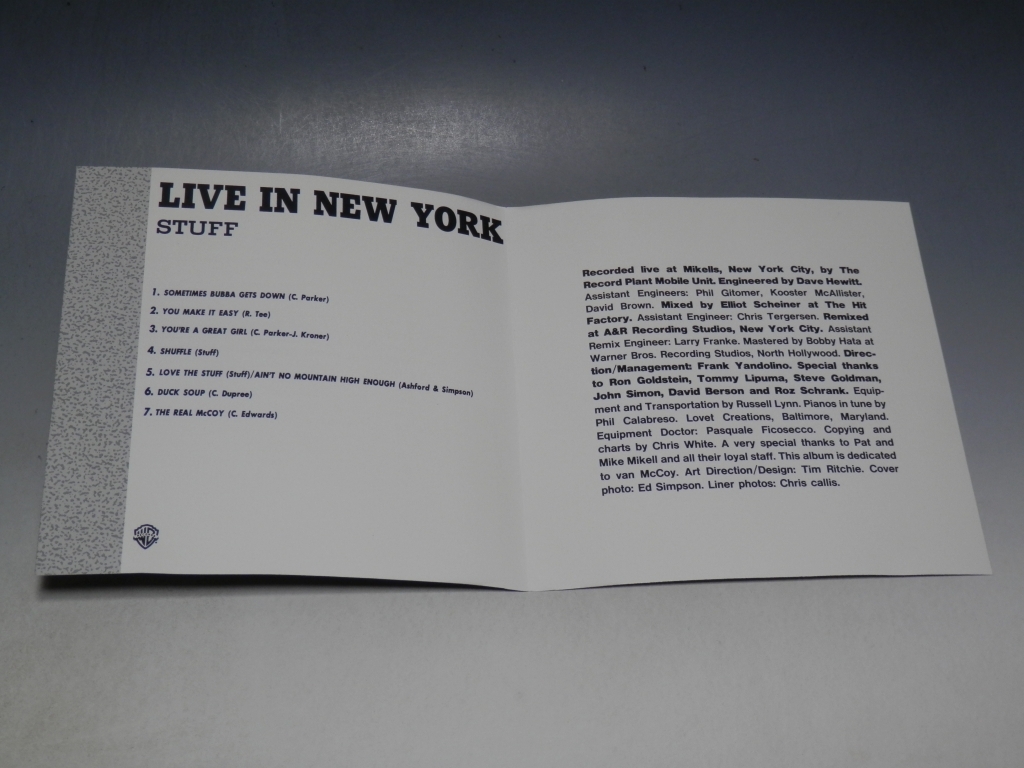 LIVE IN NEW YORK
STUFF
1. SOMETIMES BUBBA GETS DOWN (C. Parker)
2. YOU MAKE IT EASY (R. Tee)
3. YOU'RE A GREAT GIRL (C. Parker-J. Kroner)
4. SHUFFLE (Stuff)
5. LOVE THE STUFF (Stuff)/AIN'T NO MOUNTAIN HIGH ENOUGH (Ashford & Simpson)
6. DUCK SOUP (C. Dupree)
7. THE REAL McCOY (C. Edwards)
Recorded live at Mikells, New York City, by The
Record Plant Mobile Unit. Engineered by Dave Hewitt.
Assistant Engineers: Phil Gitomer, Kooster McAllister,
David Brown. Mixed by Elliot Scheiner at The Hit
Factory. Assistant Engineer: Chris Tergersen. Remixed
at A&R Recording Studios, New York City. Assistant
Remix Engineer: Larry Franke. Mastered by Bobby Hata at
Warner Bros. Recording Studios, North Hollywood. Direc-
tion/Management: Frank Yandolino. Special thanks
to Ron Goldstein, Tommy Lipuma, Steve Goldman,
John Simon, David Berson and Roz Schrank. Equip-
ment and Transportation by Russell Lynn. Pianos in tune by
Phil Calabreso. Lovet Creations, Baltimore, Maryland.
Equipment Doctor: Pasquale Ficosecco. Copying and
charts by Chris White. A very special thanks to Pat and
Mike Mikell and all their loyal staff. This album is dedicated
to van McCoy. Art Direction/Design: Tim Ritchie. Cover
photo: Ed Simpson. Liner photos: Chris callis.